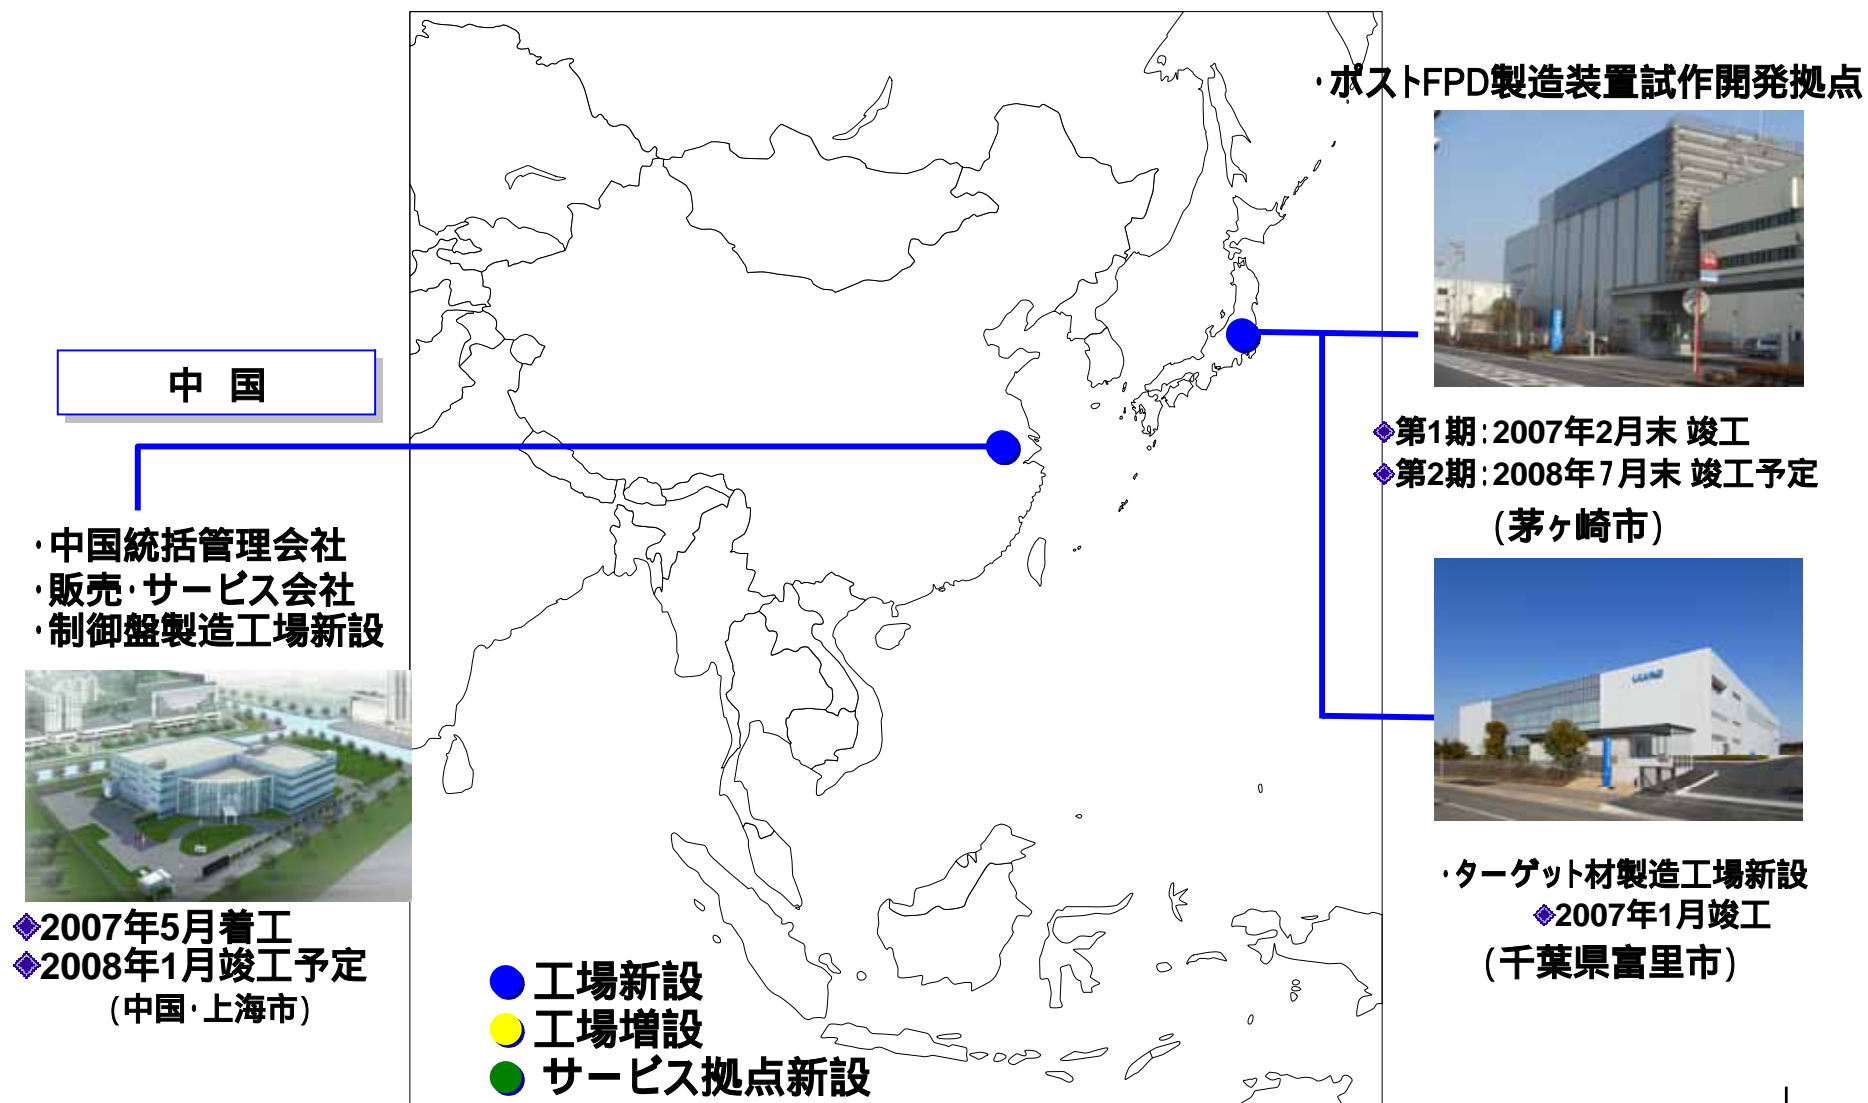 中 国
・中国統括管理会社
・販売・サービス会社
・制御盤製造工場新設
◆2007年5月着工
◆2008年1月竣工予定
(中国・上海市)
●工場新設
●工場増設
●サービス拠点新設
・ポストFPD製造装置試作開発拠点
◆第1期:2007年2月末 竣工
◆第2期:2008年7月末 竣工予定
(茅ヶ崎市)
ULVAC
・ターゲット材製造工場新設
◆2007年1月竣工
(千葉県富里市)